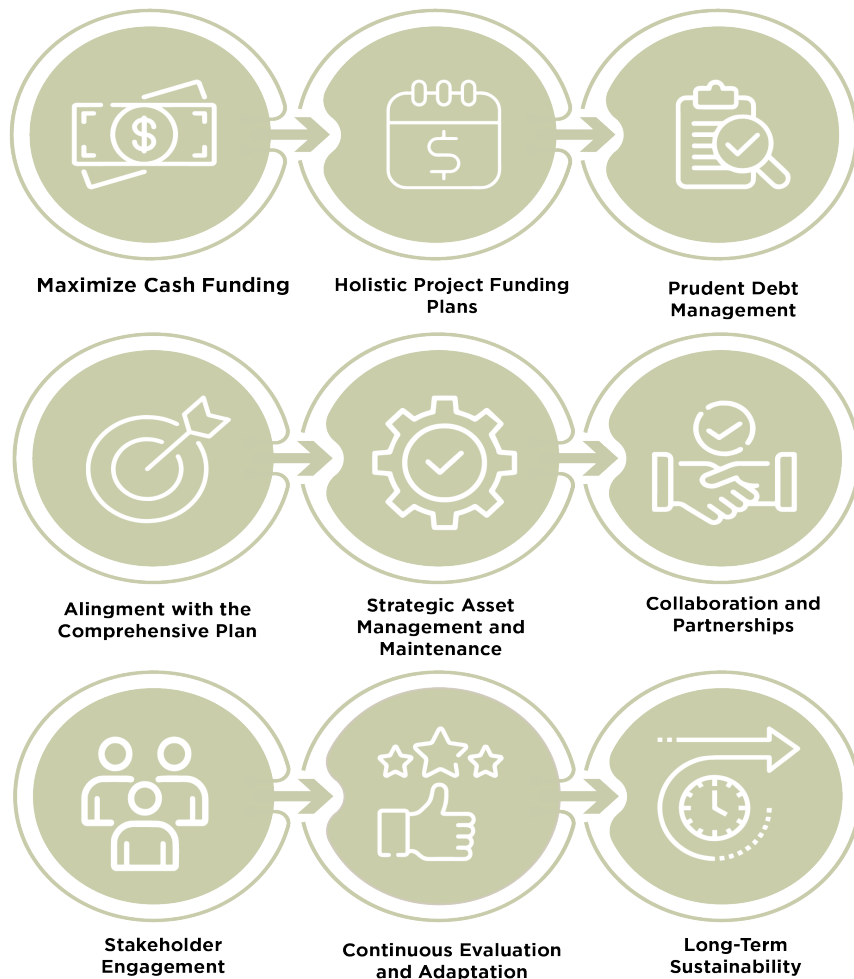 $
Maximize Cash Funding
$
Holistic Project Funding
Plans
Prudent Debt
Management
Alingment with the
Comprehensive Plan
Strategic Asset
Management and
Maintenance
Collaboration and
Partnerships
Stakeholder
Engagement
Continuous Evaluation
and Adaptation
Long-Term
Sustainability